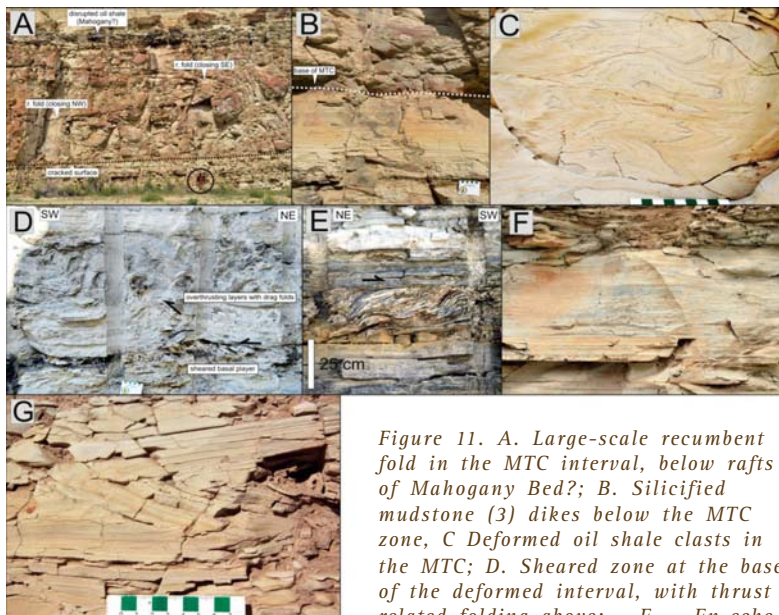 A
disrupted oil shale
(Mahogany?)
r. fold (closing SE)
r. fold (closing NW)
cracked surface
B
base of MTC
C
D
SW
NE
overthrusting layers with drag folds
sheared basal player
E
NE
SW
25 cm
F
G
Figure 11. A. Large-scale recumbent
fold in the MTC interval, below rafts
of Mahogany Bed?; B. Silicified
mudstone (3) dikes below the MTC
zone, C Deformed oil shale clasts in
the MTC; D. Sheared zone at the base
of the deformed interval, with thrust
related folding above;